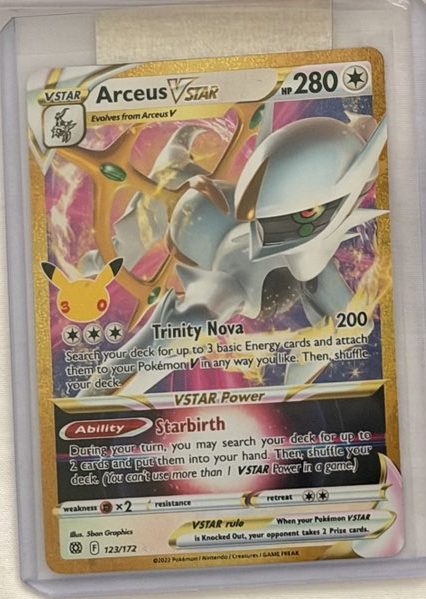 VSTAR Arceus VSTAR HP 280
Evolves from Arceus V
30
Trinity Nova 200
Search your deck for up to 3 basic Energy cards and attach
them to your Pokémon V in any way you like. Then, shuffle
your deck.
VSTAR Power
Ability Starbirth
During your turn, you may search your deck for up to
2 cards and put them into your hand. Then, shuffle your
deck. (You can't use more than 1 VSTAR Power in a game.)
weakness ×2 resistance retreat
VSTAR rule When your Pokémon VSTAR
is Knocked Out, your opponent takes 2 Prize cards.
Illus. 5ban Graphics
F 123/172
©2022 Pokémon / Nintendo / Creatures / GAME FREAK